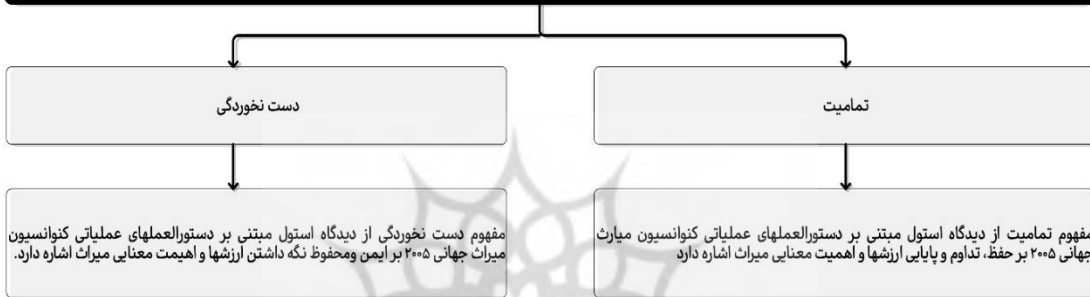 تمامیت
دست نخوردگی
مفهوم تمامیت از دیدگاه استول مبتنی بر دستورالعملهای عملیاتی کنوانسیون میارث
جهانی ۲۰۰۵ بر حفظ، تداوم و پایایی ارزشها و اهمیت معنایی میراث اشاره دارد
مفهوم دست نخوردگی از دیدگاه استول مبتنی بر دستورالعملهای عملیاتی کنوانسیون
میراث جهانی ۲۰۰۵ بر ایمن ومحفوظ نگه داشتن ارزشها و اهیمت معنایی میراث اشاره دارد.